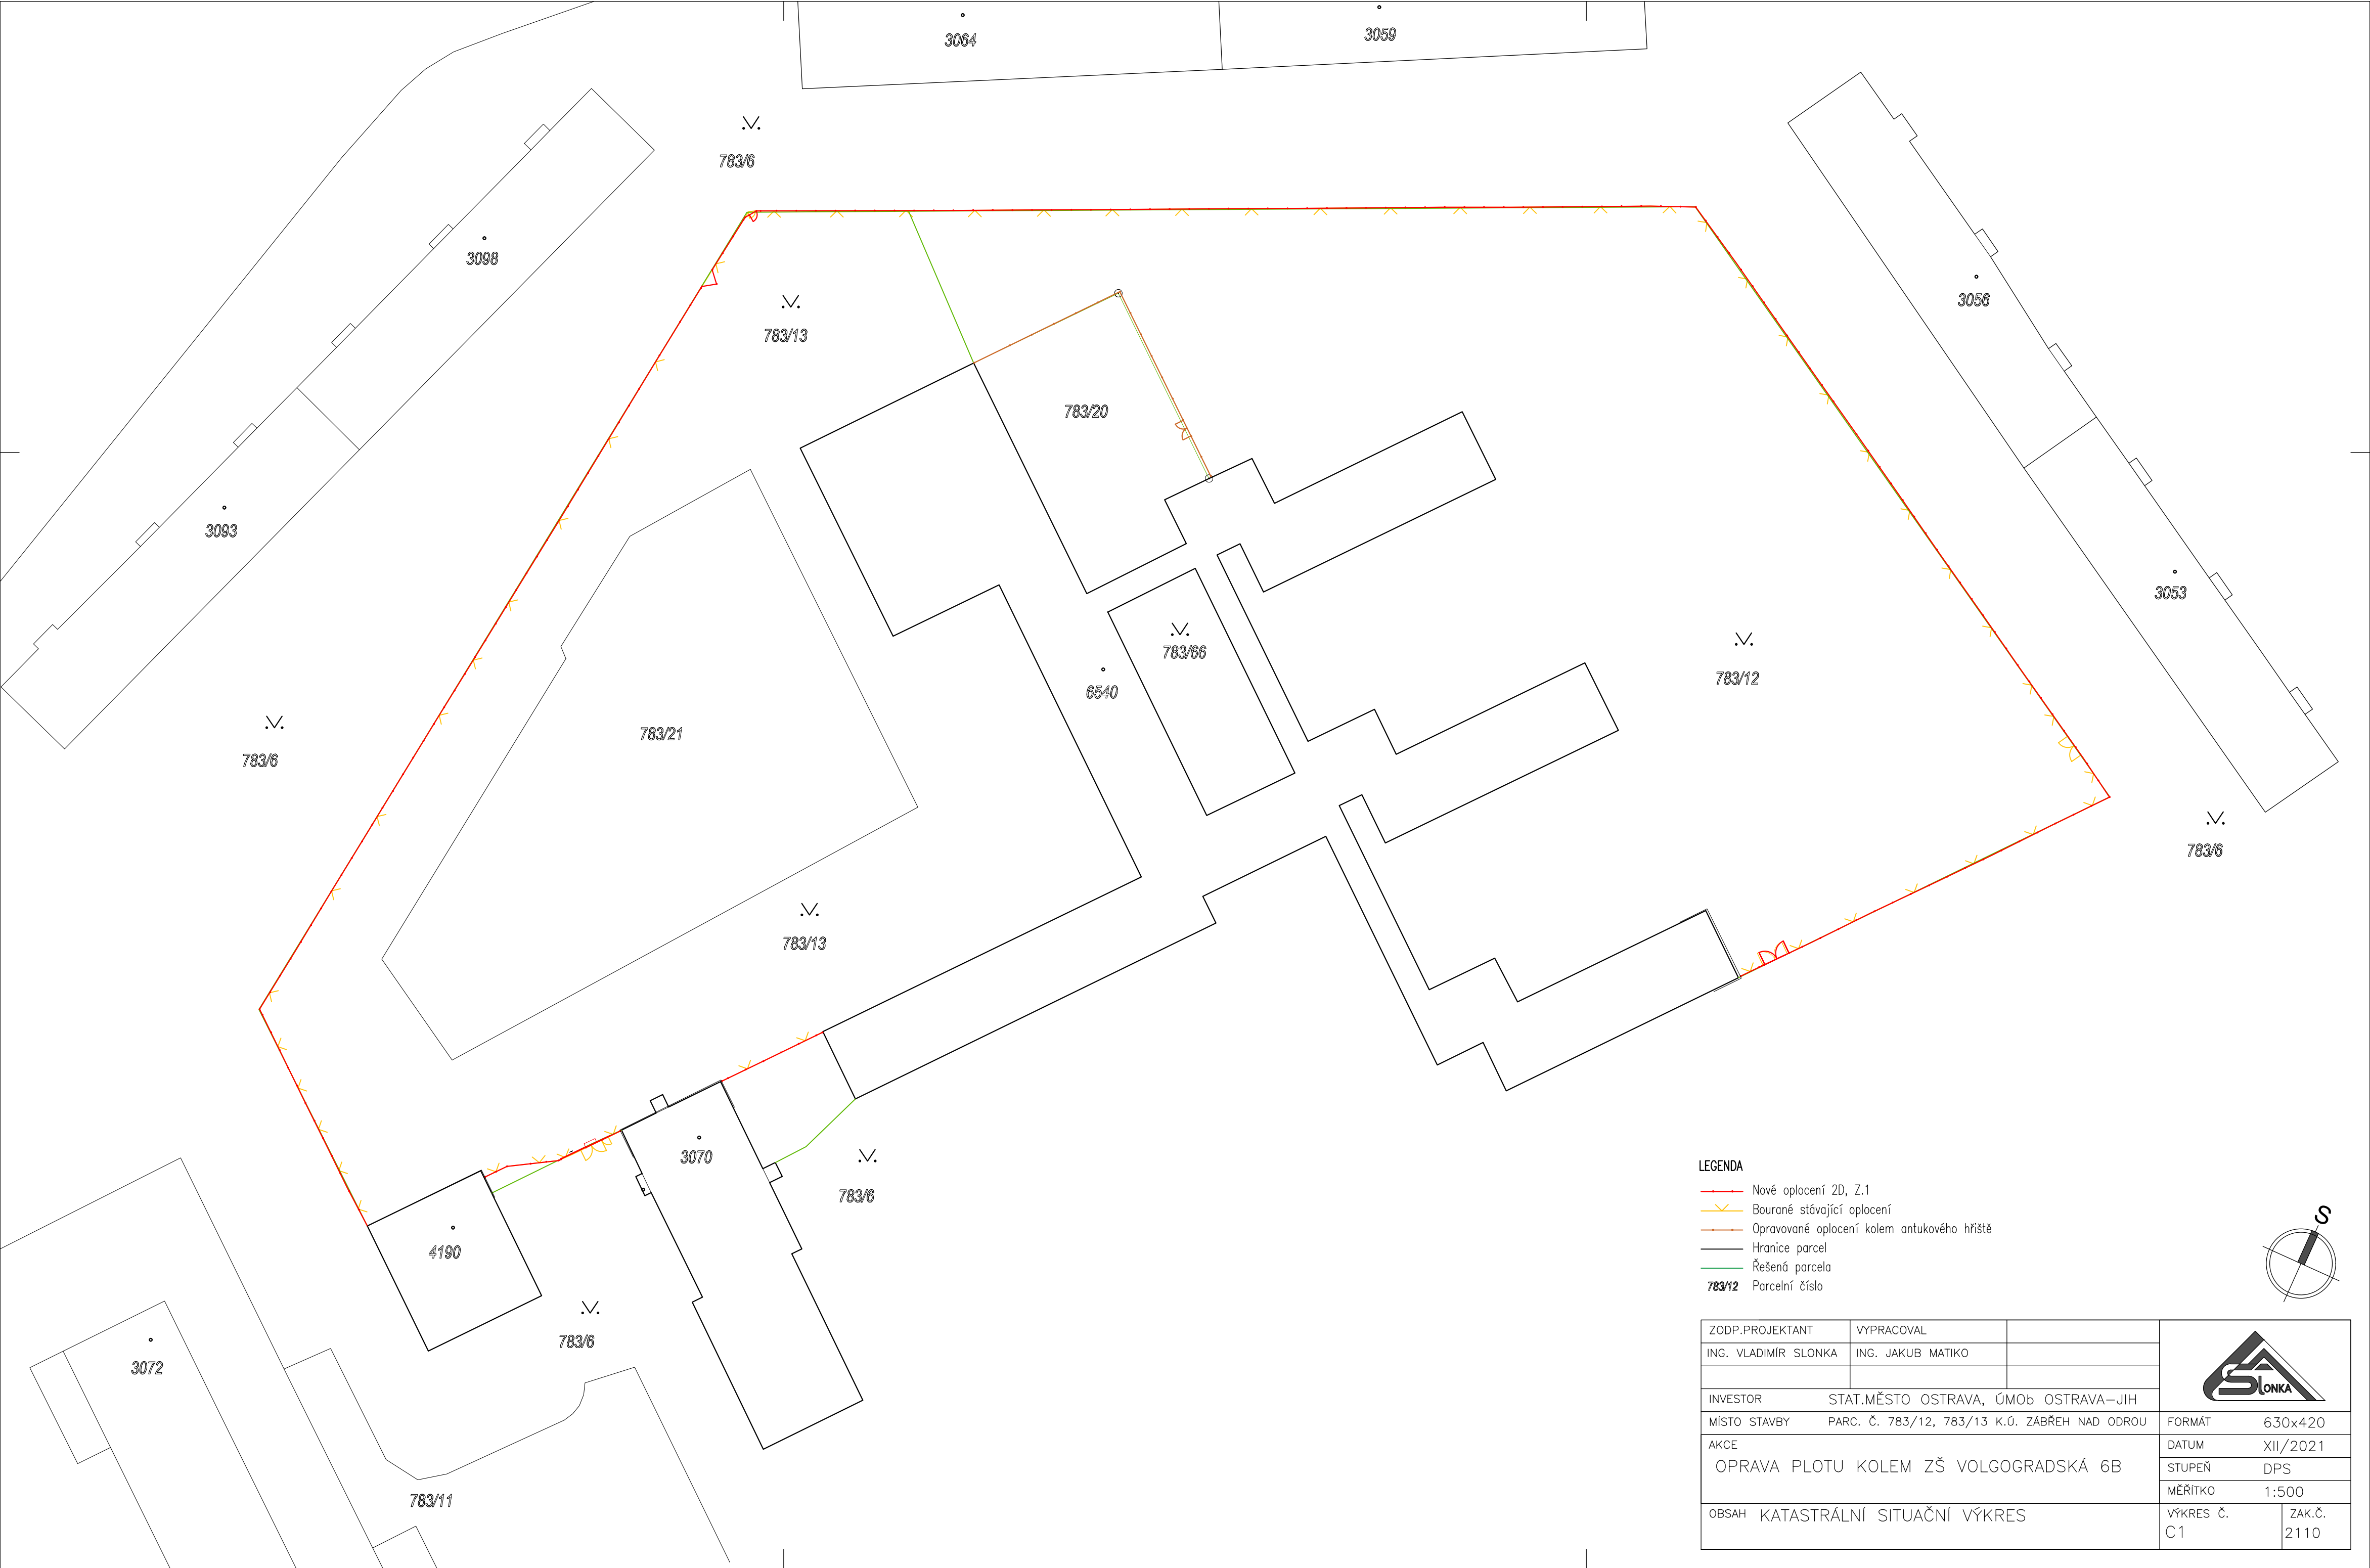 3064
3059
783/6
3098
3056
783/13
783/20
3093
3053
783/66
783/12
6540
783/21
783/6
783/6
783/13
3070
783/6
4190
783/6
3072
783/11
LEGENDA
Nové oplocení 2D, Z.1
Bourané stávající oplocení
Opravované oplocení kolem antukového hřiště
Hranice parcel
Řešená parcela
783/12 Parcelní číslo
S
ZODP.PROJEKTANT VYPRACOVAL
ING. VLADIMÍR SLONKA ING. JAKUB MATIKO
SLONKA
INVESTOR STAT.MĚSTO OSTRAVA, ÚMOb OSTRAVA-JIH
MÍSTO STAVBY PARC. Č. 783/12, 783/13 K.Ú. ZÁBŘEH NAD ODROU
FORMÁT 630x420
AKCE
OPRAVA PLOTU KOLEM ZŠ VOLGOGRADSKÁ 6B
DATUM XII/2021
STUPEŇ DPS
MĚŘÍTKO 1:500
OBSAH KATASTRÁLNÍ SITUAČNÍ VÝKRES
VÝKRES Č. ZAK.Č.
C1 2110